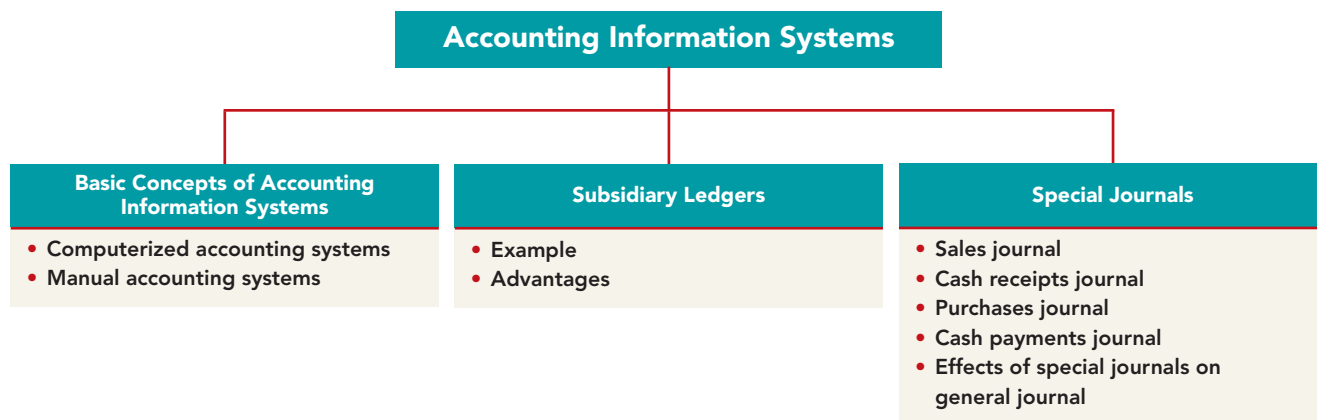 Accounting Information Systems
Basic Concepts of Accounting
Information Systems
• Computerized accounting systems
• Manual accounting systems
Subsidiary Ledgers
• Example
• Advantages
Special Journals
• Sales journal
• Cash receipts journal
• Purchases journal
• Cash payments journal
• Effects of special journals on
general journal